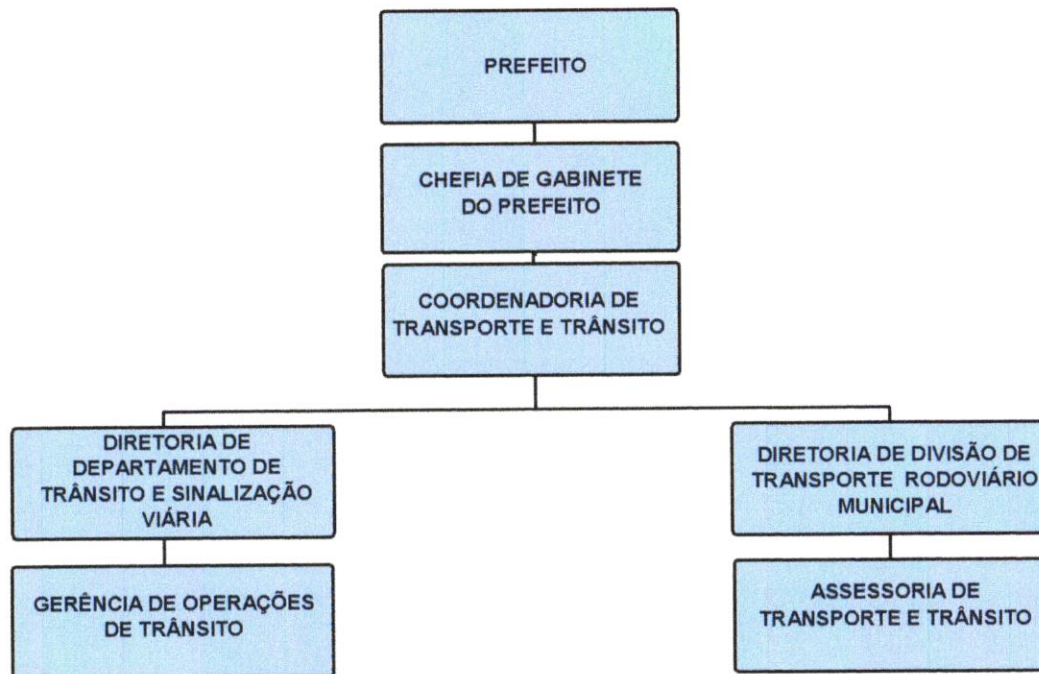 PREFEITO
CHEFIA DE GABINETE
DO PREFEITO
COORDENADORIA DE
TRANSPORTE E TRÂNSITO
DIRETORIA DE
DEPARTAMENTO DE
TRÂNSITO E SINALIZAÇÃO
VIÁRIA
DIRETORIA DE DIVISÃO DE
TRANSPORTE RODOVIÁRIO
MUNICIPAL
GERÊNCIA DE OPERAÇÕES
DE TRÂNSITO
ASSESSORIA DE
TRANSPORTE E TRÂNSITO